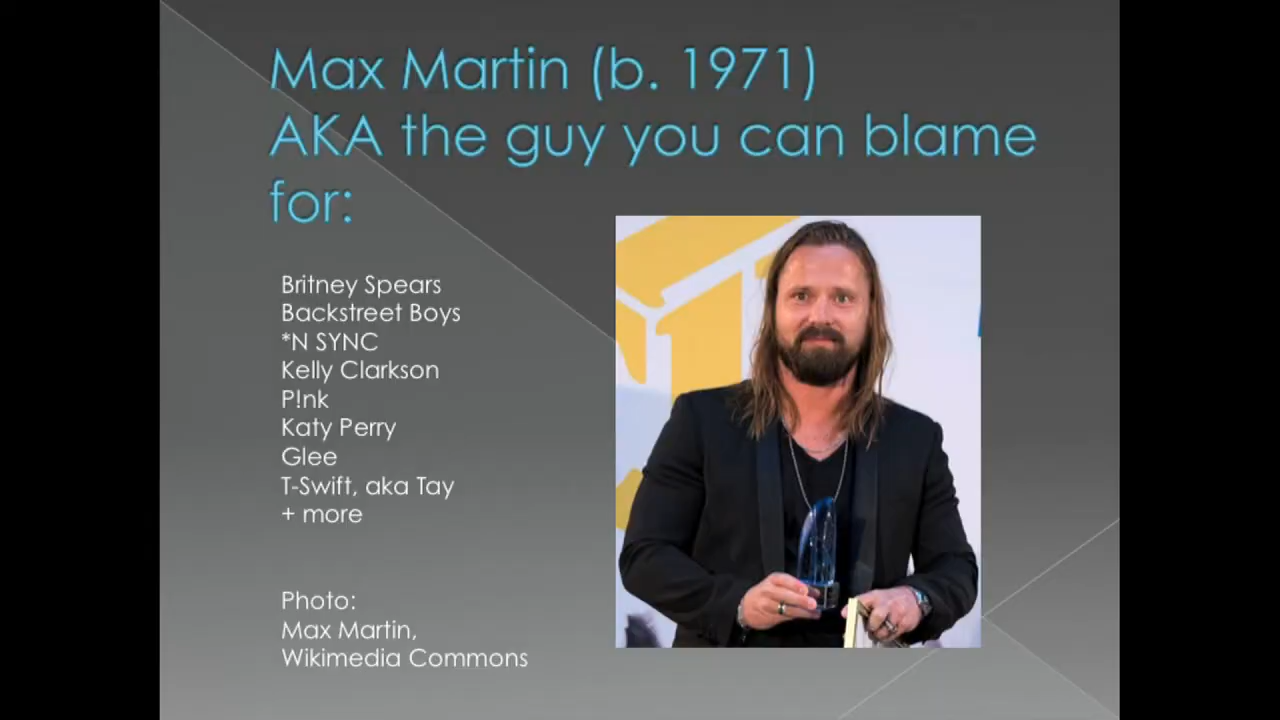 Max Martin (b. 1971)
AKA the guy you can blame
for:
Britney Spears
Backstreet Boys
*N SYNC
Kelly Clarkson
P!nk
Katy Perry
Glee
T-Swift, aka Tay
+ more
Photo:
Max Martin,
Wikimedia Commons